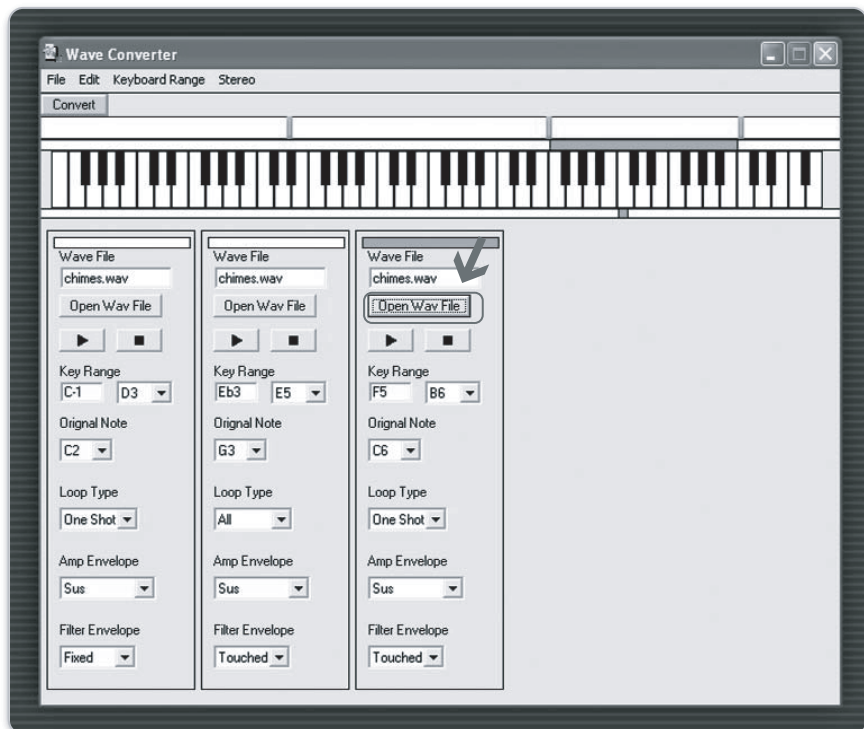 Wave Converter
File Edit Keyboard Range Stereo
Convert
Wave File
chimes.wav
Open Wav File
Key Range
C-1 D3
Orignal Note
C2
Loop Type
One Shot
Amp Envelope
Sus
Filter Envelope
Fixed
Wave File
chimes.wav
Open Wav File
Key Range
Eb3 E5
Orignal Note
G3
Loop Type
All
Amp Envelope
Sus
Filter Envelope
Touched
Wave File
chimes.wav
Open Wav File
Key Range
F5 B6
Orignal Note
C6
Loop Type
One Shot
Amp Envelope
Sus
Filter Envelope
Touched